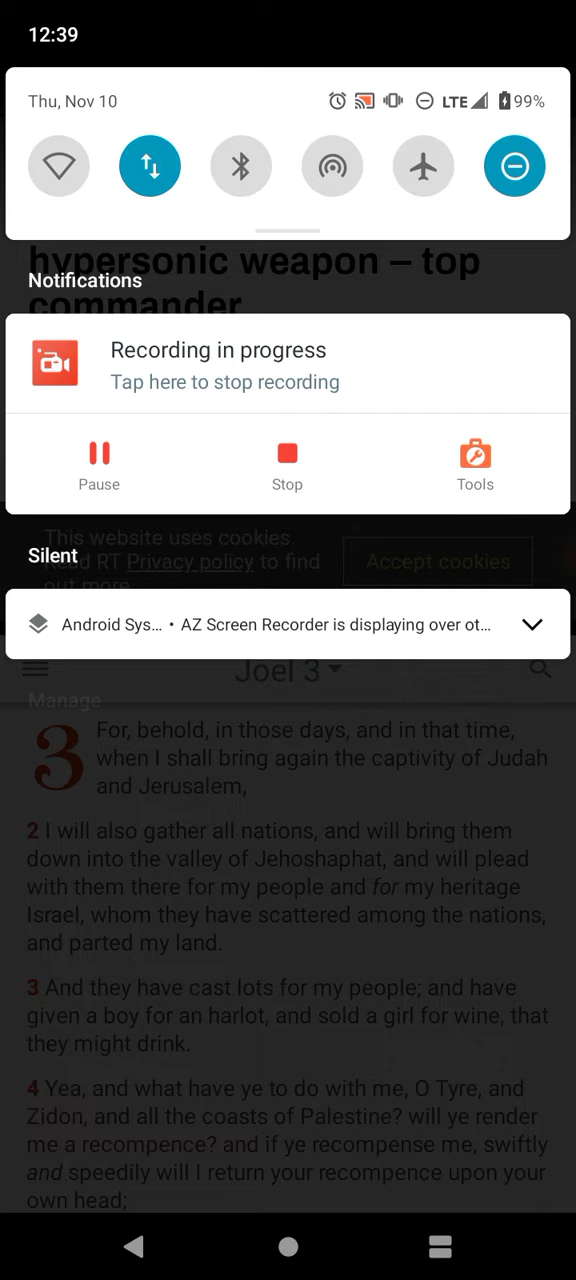 12:39
Thu, Nov 10
LTE
99%
hypersonic weapon – top
Notifications
commander
Recording in progress
Tap here to stop recording
Pause
Stop
Tools
This website uses cookies.
Silent
Read RT Privacy policy to find
Accept cookies
out more
Android Sys... • AZ Screen Recorder is displaying over ot...
Joel 3
Manage
3 For, behold, in those days, and in that time,
when I shall bring again the captivity of Judah
and Jerusalem,
2 I will also gather all nations, and will bring them
down into the valley of Jehoshaphat, and will plead
with them there for my people and for my heritage
Israel, whom they have scattered among the nations,
and parted my land.
3 And they have cast lots for my people; and have
given a boy for an harlot, and sold a girl for wine, that
they might drink.
4 Yea, and what have ye to do with me, O Tyre, and
Zidon, and all the coasts of Palestine? will ye render
me a recompence? and if ye recompense me, swiftly
and speedily will I return your recompence upon your
own head;